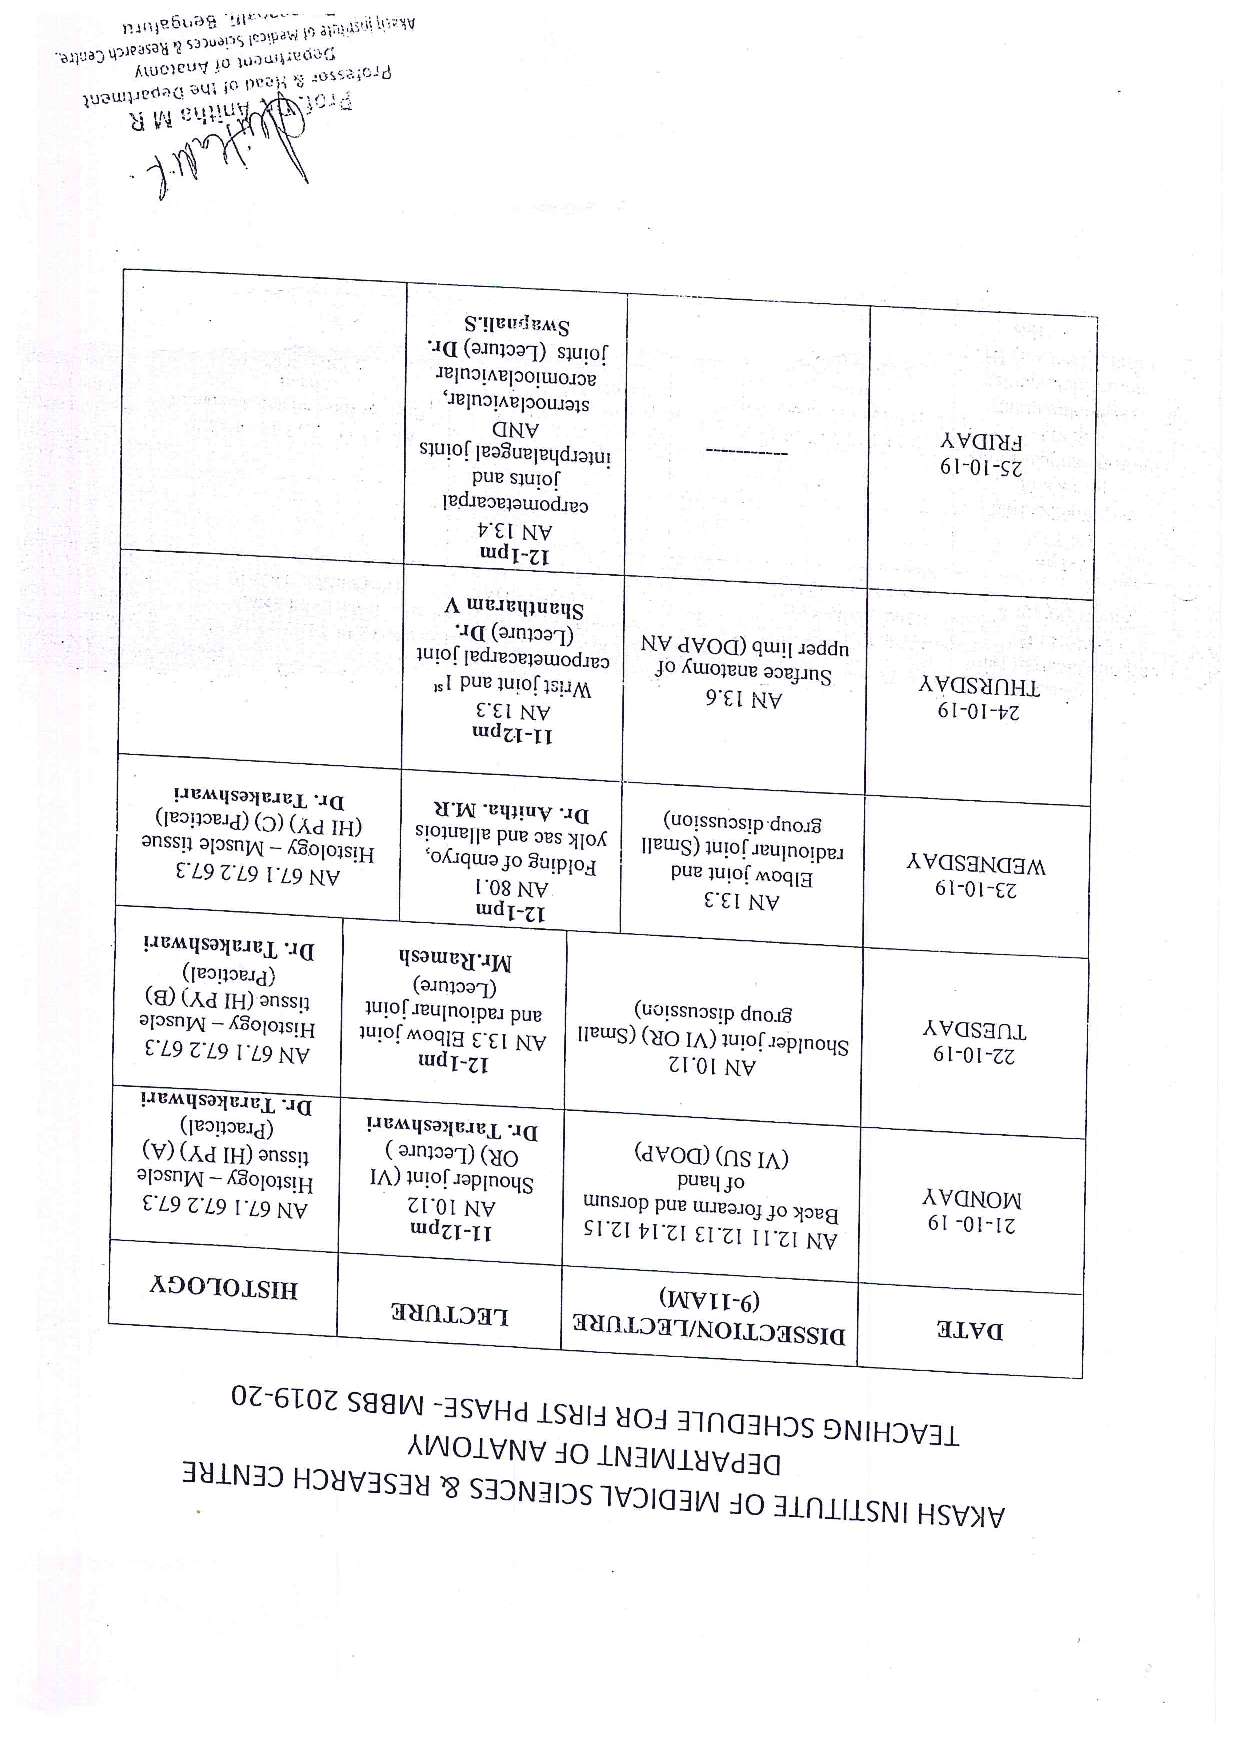 AKASH INSTITUTE OF MEDICAL SCIENCES & RESEARCH CENTRE
DEPARTMENT OF ANATOMY
TEACHING SCHEDULE FOR FIRST PHASE- MBBS 2019-20
DATE
DISSECTION/LECTURE
(9-11AM)
LECTURE
HISTOLOGY
21-10- 19
MONDAY
AN 12.11 12.13 12.14 12.15
Back of forearm and dorsum
of hand
(VI SU) (DOAP)
11-12pm
AN 10.12
Shoulder joint (VI
OR) (Lecture )
Dr. Tarakeshwari
AN 67.1 67.2 67.3
Histology – Muscle
tissue (HI PY) (A)
(Practical)
Dr. Tarakeshwari
22-10-19
TUESDAY
AN 10.12
Shoulder joint (VI OR) (Small
group discussion)
12-1pm
AN 13.3 Elbow joint
and radioulnar joint
(Lecture)
Mr.Ramesh
AN 67.1 67.2 67.3
Histology – Muscle
tissue (HI PY) (B)
(Practical)
Dr. Tarakeshwari
23-10-19
WEDNESDAY
AN 13.3
Elbow joint and
radioulnar joint (Small
group discussion)
12-1pm
AN 80.1
Folding of embryo,
yolk sac and allantois
Dr. Anitha. M.R
AN 67.1 67.2 67.3
Histology – Muscle tissue
(HI PY) (C) (Practical)
Dr. Tarakeshwari
24-10-19
THURSDAY
AN 13.6
Surface anatomy of
upper limb (DOAP AN
11-12pm
AN 13.3
Wrist joint and 1st
carpometacarpal joint
(Lecture) Dr.
Shantharam V
25-10-19
FRIDAY
-----------
12-1pm
AN 13.4
carpometacarpal
joints and
interphalangeal joints
AND
sternoclavicular,
acromioclavicular
joints (Lecture) Dr.
Swapnali.S
Prof. Anitha M R
Professor & Head of the Department
Department of Anatomy
Akash Institute of Medical Sciences & Research Centre,
Bengaluru